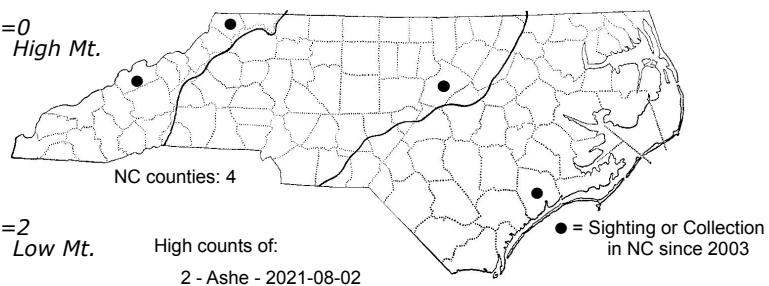 =0
High Mt.
NC counties: 4
=2
Low Mt.
High counts of:
2 - Ashe - 2021-08-02
● = Sighting or Collection
in NC since 2003